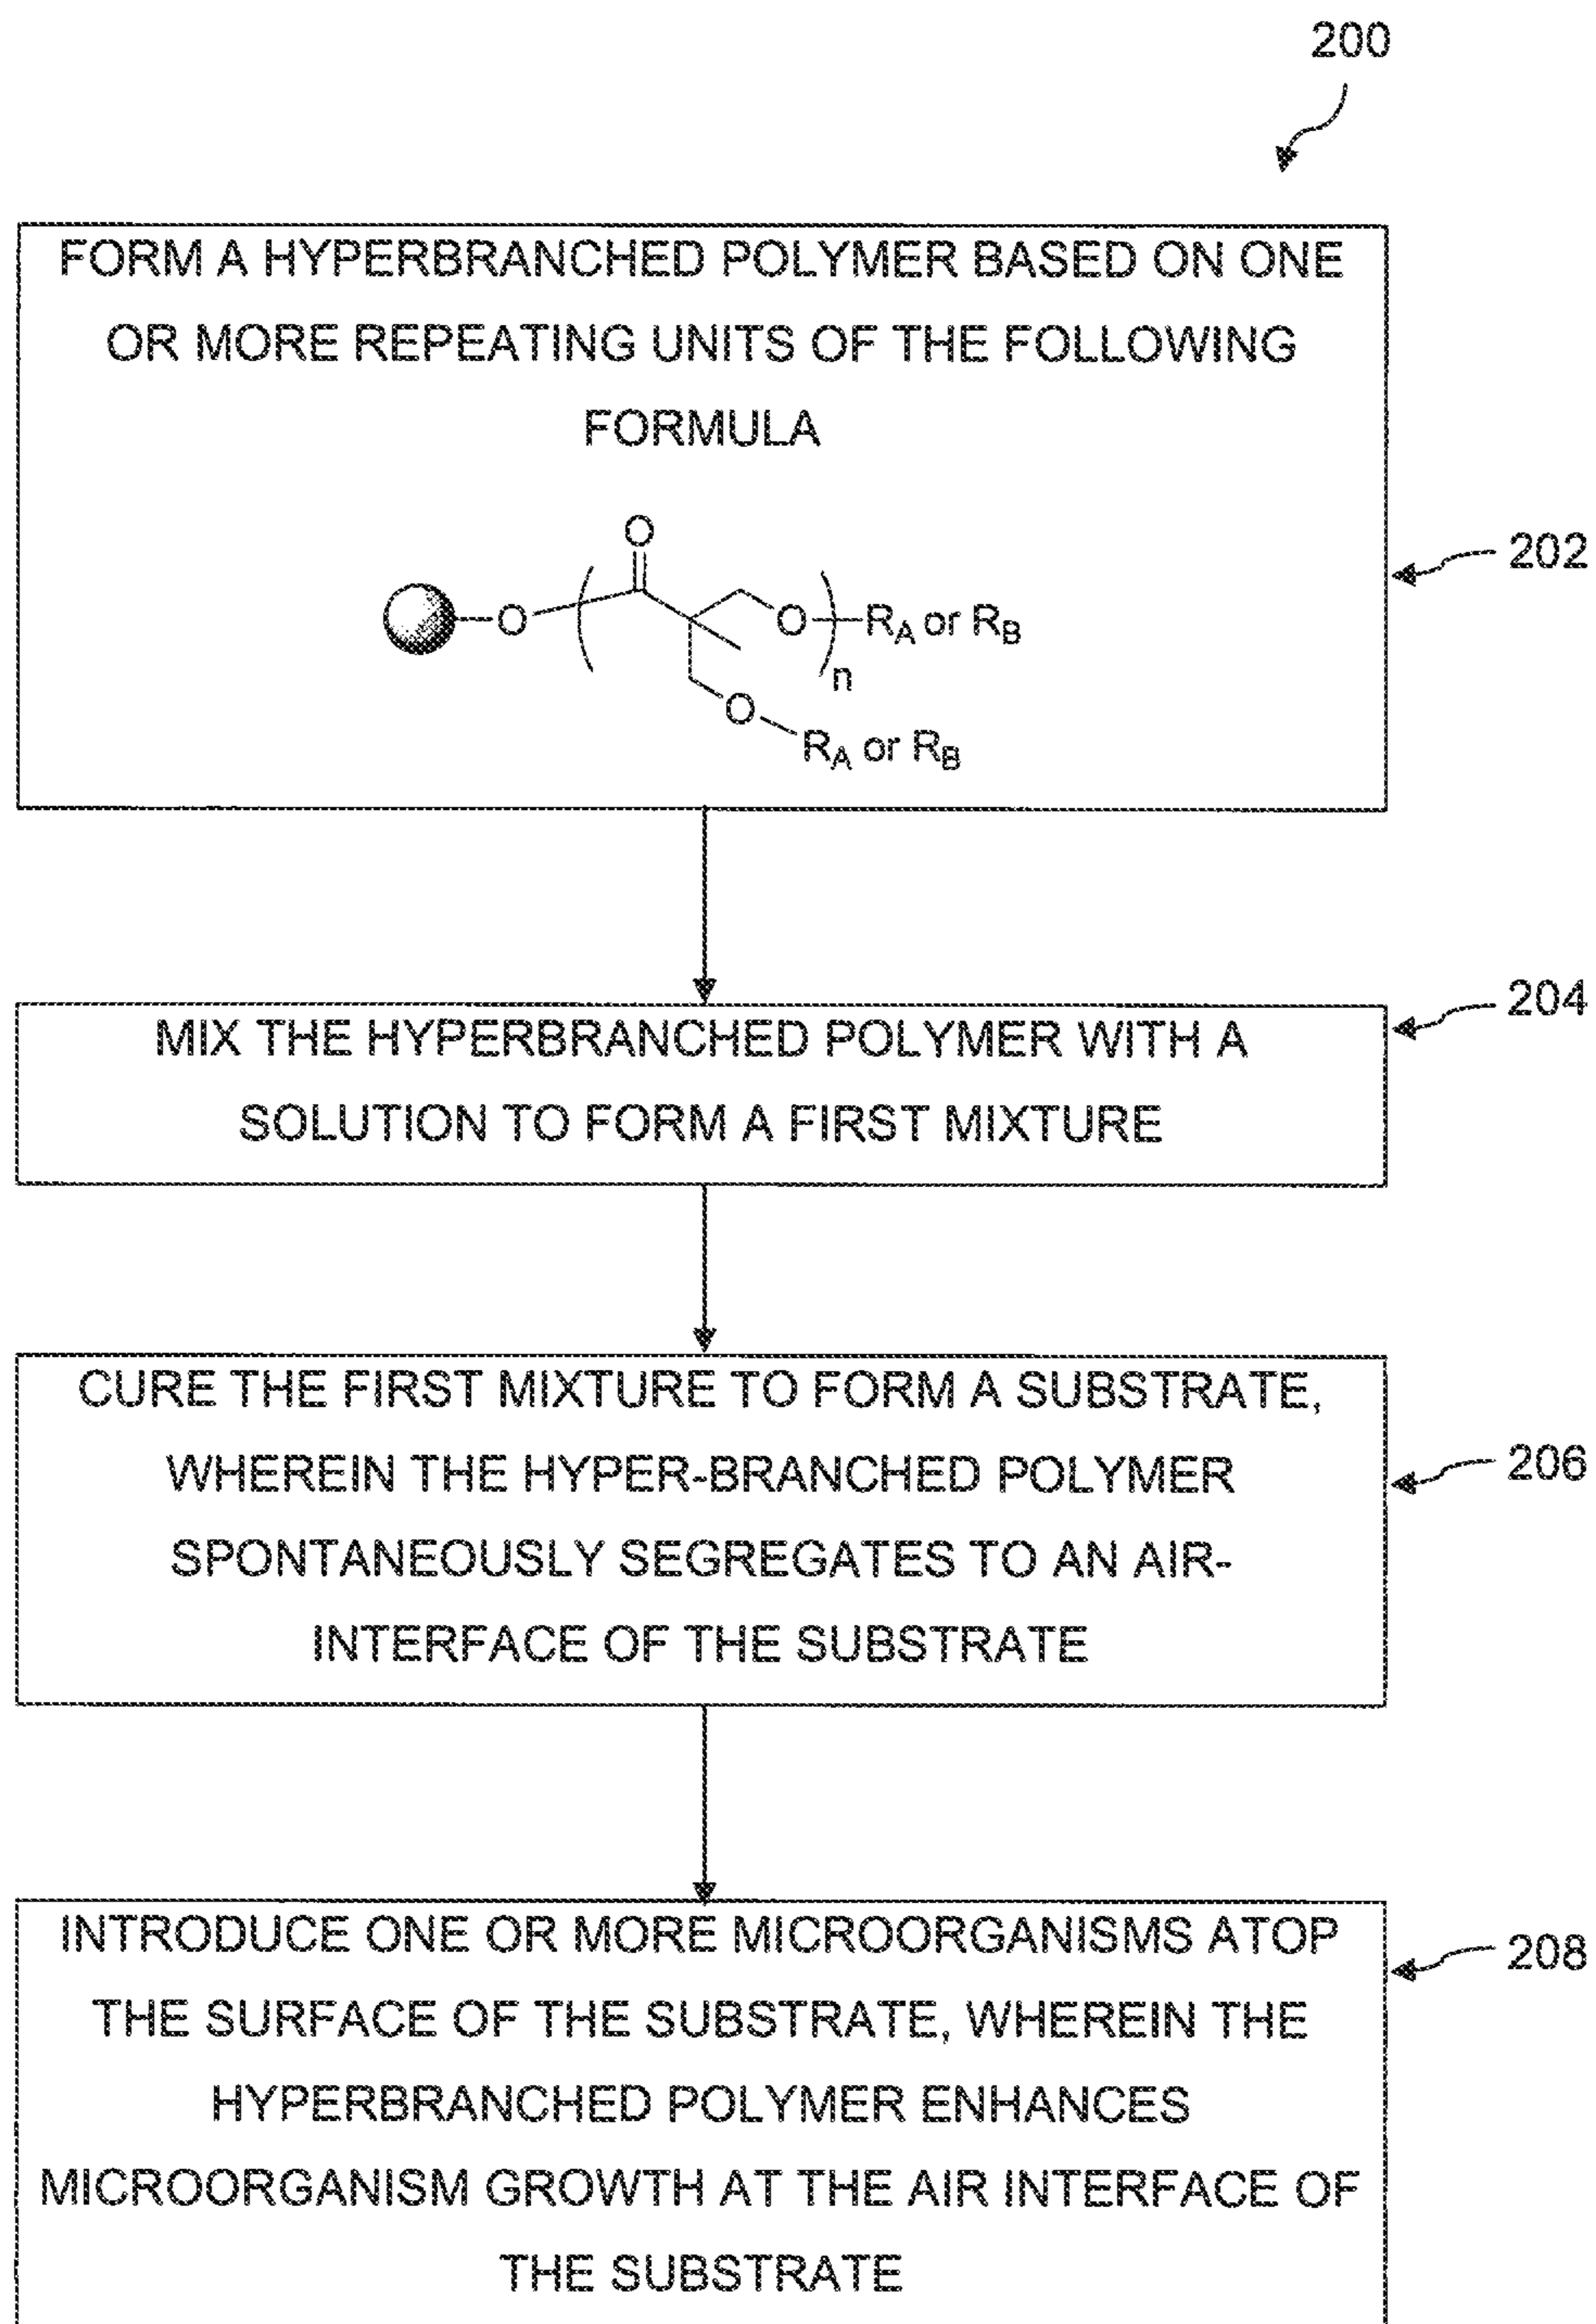 200
FORM A HYPERBRANCHED POLYMER BASED ON ONE
OR MORE REPEATING UNITS OF THE FOLLOWING
FORMULA
O
O
O
n
RA or RB
O
RA or RB
202
MIX THE HYPERBRANCHED POLYMER WITH A
SOLUTION TO FORM A FIRST MIXTURE
204
CURE THE FIRST MIXTURE TO FORM A SUBSTRATE,
WHEREIN THE HYPER-BRANCHED POLYMER
SPONTANEOUSLY SEGREGATES TO AN AIR-
INTERFACE OF THE SUBSTRATE
206
INTRODUCE ONE OR MORE MICROORGANISMS ATOP
THE SURFACE OF THE SUBSTRATE, WHEREIN THE
HYPERBRANCHED POLYMER ENHANCES
MICROORGANISM GROWTH AT THE AIR INTERFACE OF
THE SUBSTRATE
208